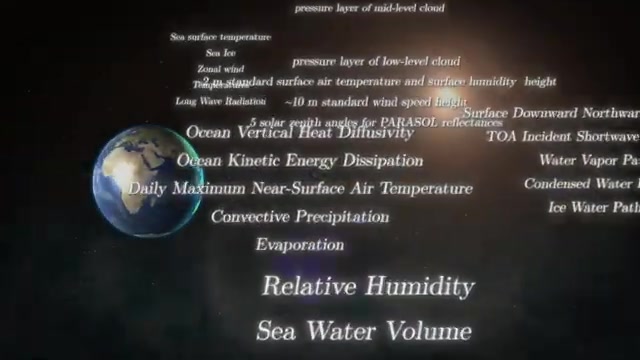 pressure layer of mid-level cloud
Sea surface temperature
Sea Ice
Zonal wind
Temperature
Long Wave Radiation
pressure layer of low-level cloud
~2 m standard surface air temperature and surface humidity height
~10 m standard wind speed height
5 solar zenith angles for PARASOL reflectances
Ocean Vertical Heat Diffusivity
Ocean Kinetic Energy Dissipation
Daily Maximum Near-Surface Air Temperature
Convective Precipitation
Evaporation
Relative Humidity
Sea Water Volume
Surface Downward Northwar
TOA Incident Shortwave
Water Vapor Pa
Condensed Water
Ice Water Path